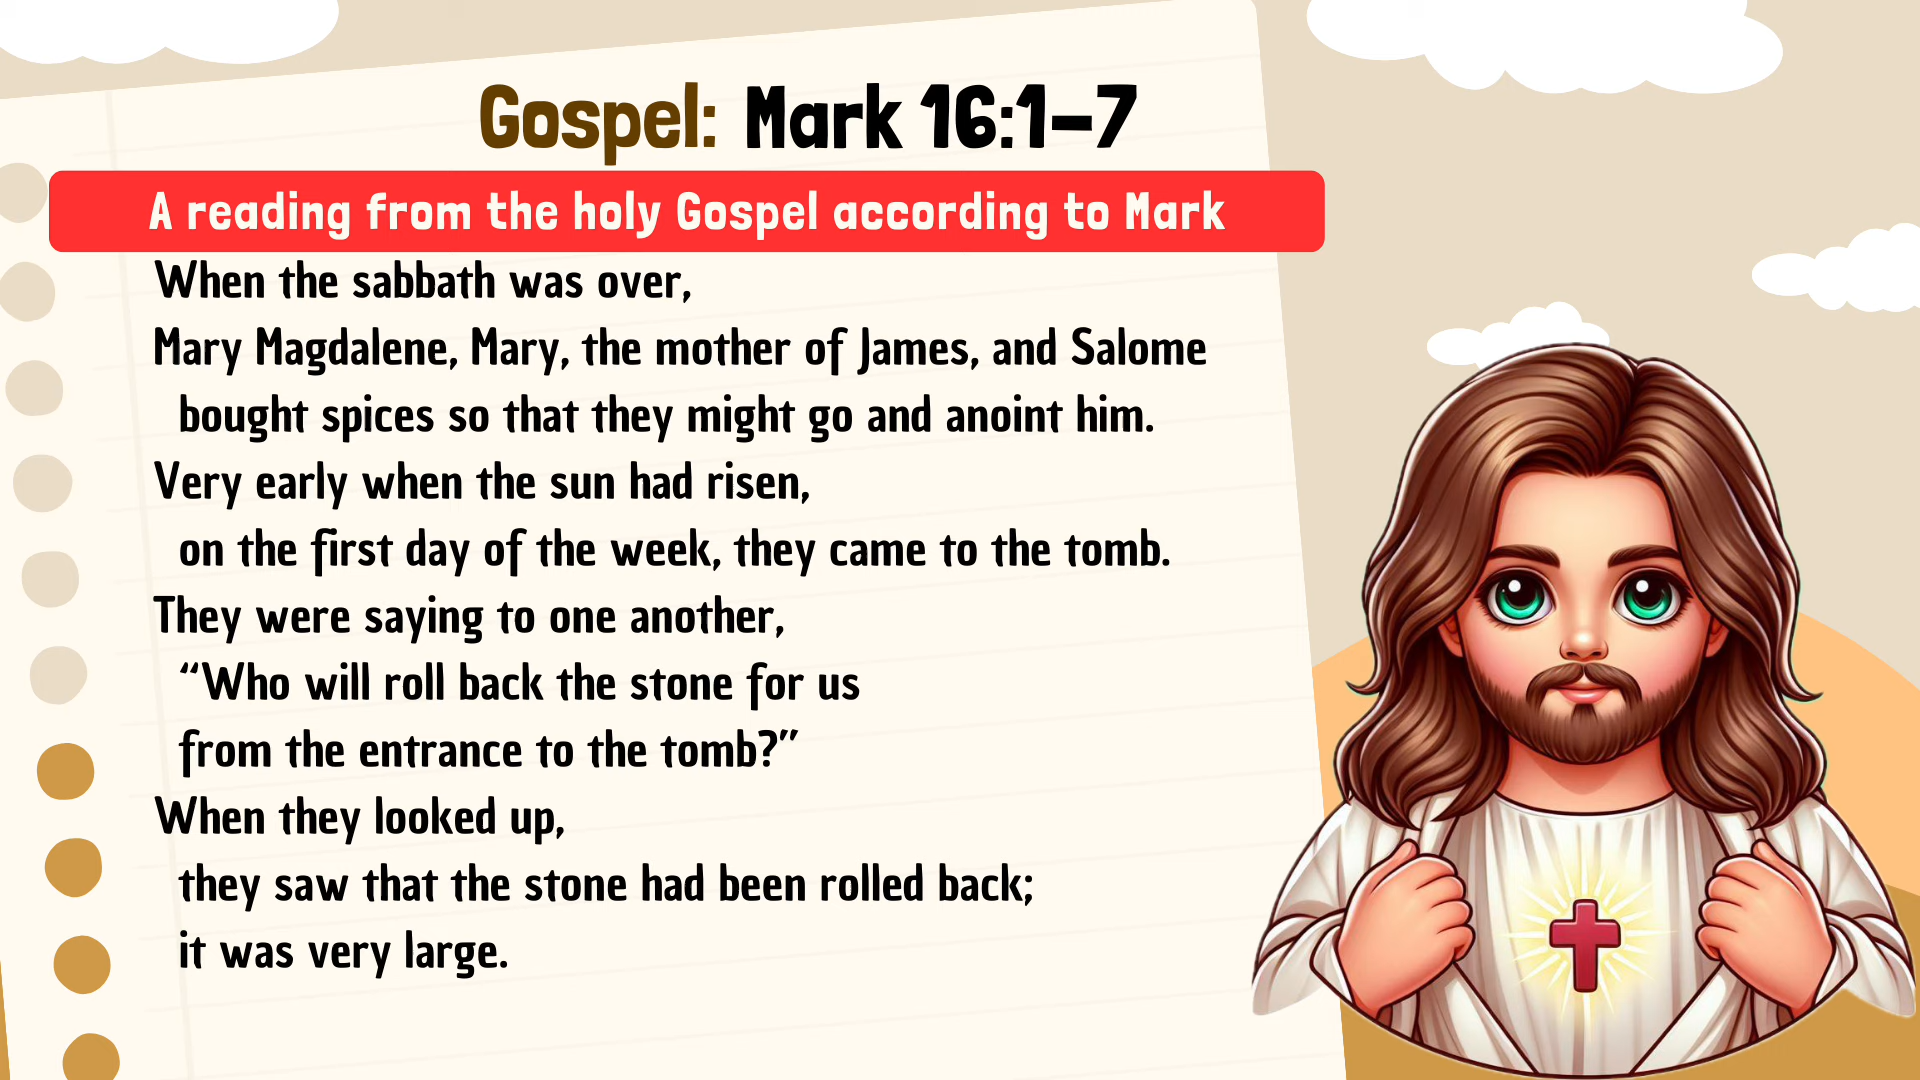 Gospel: Mark 16:1–7
A reading from the holy Gospel according to Mark
When the sabbath was over,
Mary Magdalene, Mary, the mother of James, and Salome
bought spices so that they might go and anoint him.
Very early when the sun had risen,
on the first day of the week, they came to the tomb.
They were saying to one another,
“Who will roll back the stone for us
from the entrance to the tomb?”
When they looked up,
they saw that the stone had been rolled back;
it was very large.